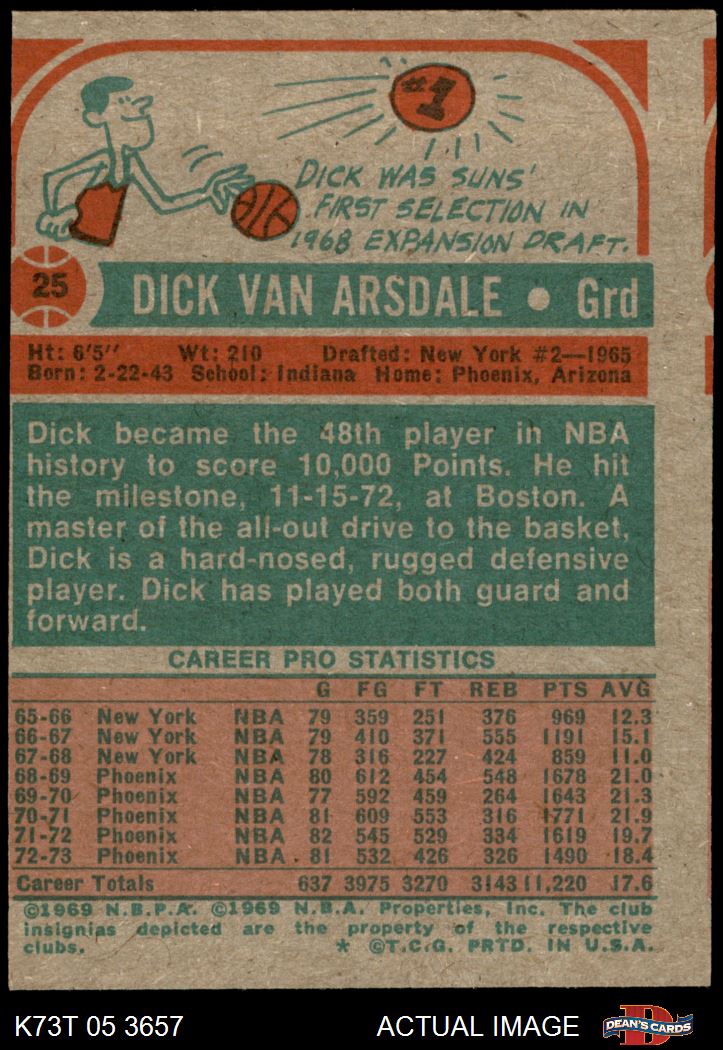 #1
DICK WAS SUNS'
FIRST SELECTION IN
1968 EXPANSION DRAFT.
25
DICK VAN ARSDALE • Grd
Ht: 6'5" Wt: 210 Drafted: New York #2—1965
Born: 2-22-43 School: Indiana Home: Phoenix, Arizona
Dick became the 48th player in NBA
history to score 10,000 Points. He hit
the milestone, 11-15-72, at Boston. A
master of the all-out drive to the basket,
Dick is a hard-nosed, rugged defensive
player. Dick has played both guard and
forward.
CAREER PRO STATISTICS
G FG FT REB PTS AVG
65-66 New York NBA 79 359 251 376 969 12.3
66-67 New York NBA 79 410 371 555 1191 15.1
67-68 New York NBA 78 316 227 424 859 11.0
68-69 Phoenix NBA 80 612 454 548 1678 21.0
69-70 Phoenix NBA 77 592 459 264 1643 21.3
70-71 Phoenix NBA 81 609 553 316 1771 21.9
71-72 Phoenix NBA 82 545 529 334 1619 19.7
72-73 Phoenix NBA 81 532 426 326 1490 18.4
Career Totals 637 3975 3270 3143 11,220 17.6
©1969 N.B.P.A. ©1969 N.B.A. Properties, Inc. The club
insignias depicted are the property of the respective
clubs. * ©T.C.G. PRTD. IN U.S.A.
K73T 05 3657 ACTUAL IMAGE DEAN'S CARDS